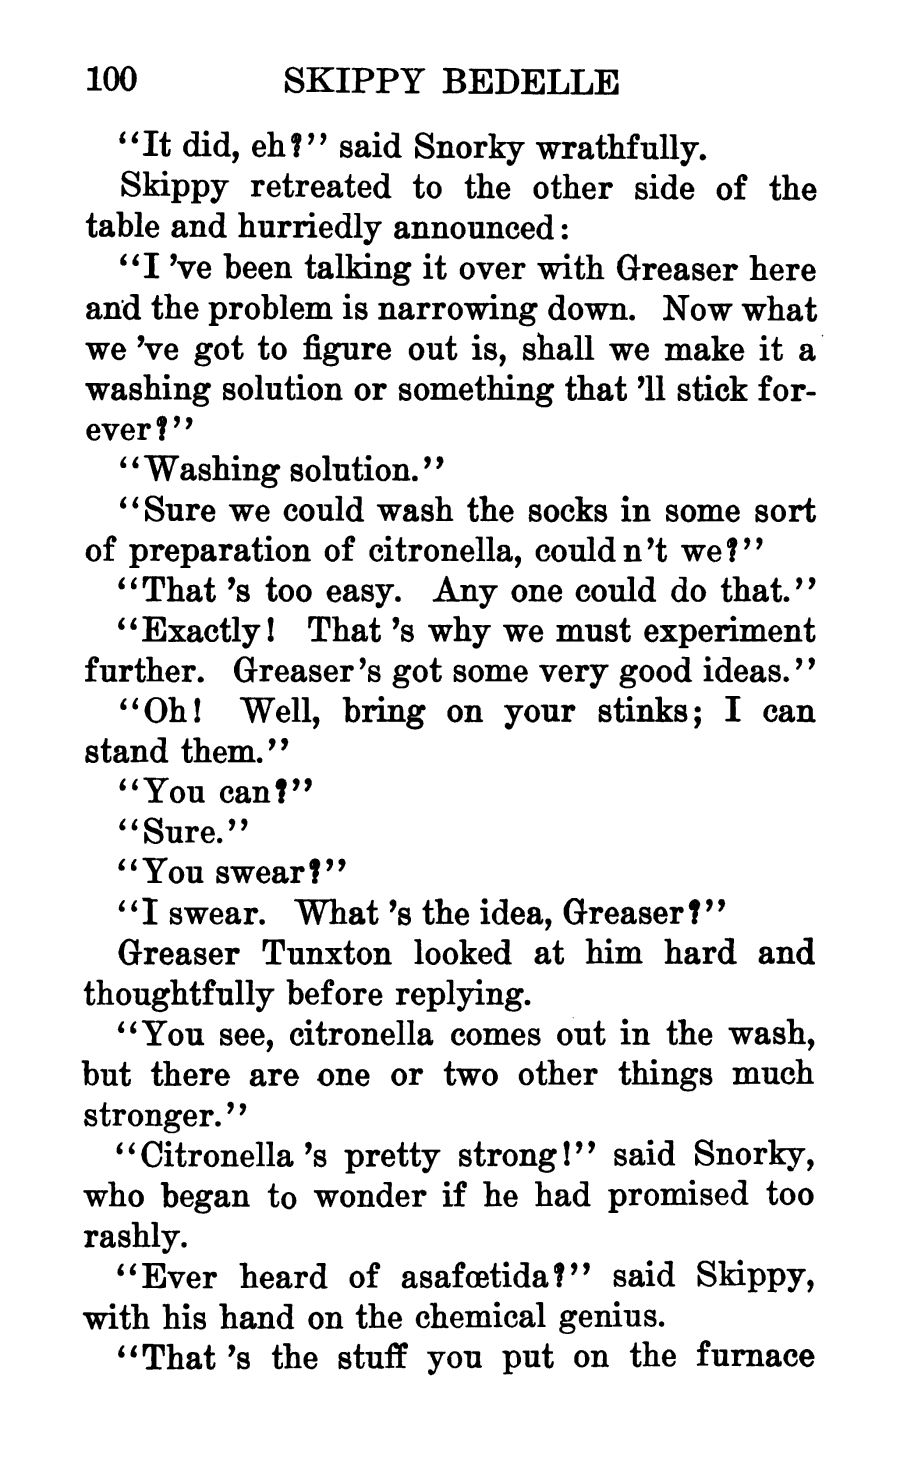 100 SKIPPY BEDELLE
“It did, eh?” said Snorky wrathfully.
Skippy retreated to the other side of the
table and hurriedly announced:
“I ’ve been talking it over with Greaser here
and the problem is narrowing down. Now what
we ’ve got to figure out is, shall we make it a
washing solution or something that ’ll stick for-
ever?”
“Washing solution.”
“Sure we could wash the socks in some sort
of preparation of citronella, could n’t we?”
“That ’s too easy. Any one could do that.”
“Exactly! That ’s why we must experiment
further. Greaser’s got some very good ideas.”
“Oh! Well, bring on your stinks; I can
stand them.”
“You can?”
“Sure.”
“You swear?”
“I swear. What ’s the idea, Greaser?”
Greaser Tunxton looked at him hard and
thoughtfully before replying.
“You see, citronella comes out in the wash,
but there are one or two other things much
stronger.”
“Citronella ’s pretty strong!” said Snorky,
who began to wonder if he had promised too
rashly.
“Ever heard of asafœtida?” said Skippy,
with his hand on the chemical genius.
“That ’s the stuff you put on the furnace